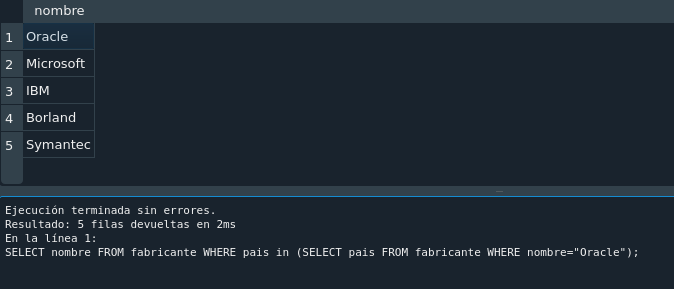 nombre
1 Oracle
2 Microsoft
3 IBM
4 Borland
5 Symantec
Ejecución terminada sin errores.
Resultado: 5 filas devueltas en 2ms
En la línea 1:
SELECT nombre FROM fabricante WHERE pais in (SELECT pais FROM fabricante WHERE nombre="Oracle");